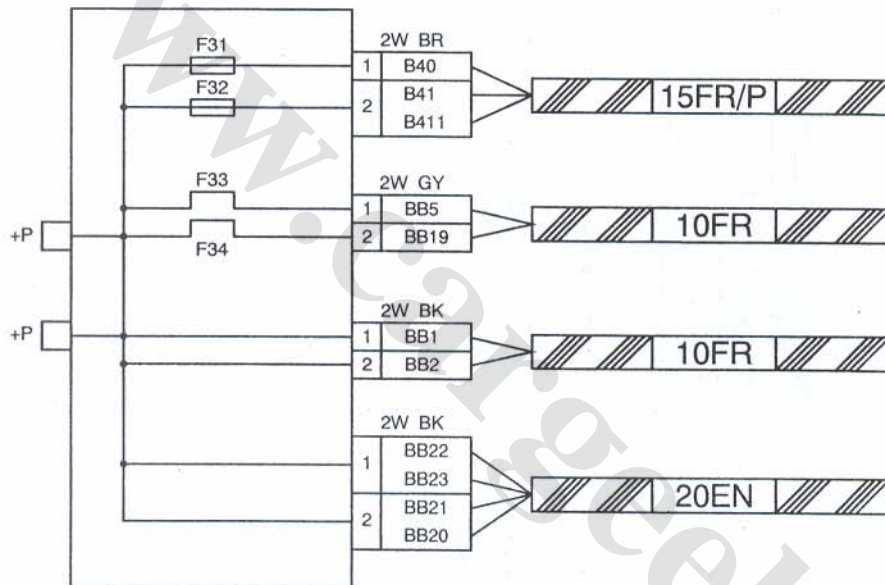 F31
2W BR
1 B40
F32
2 B41
B411
15FR/P
F33
2W GY
1 BB5
2 BB19
F34
10FR
+P
+P
2W BK
1 BB1
2 BB2
10FR
2W BK
1 BB22
BB23
2 BB21
BB20
20EN
www.cargeek